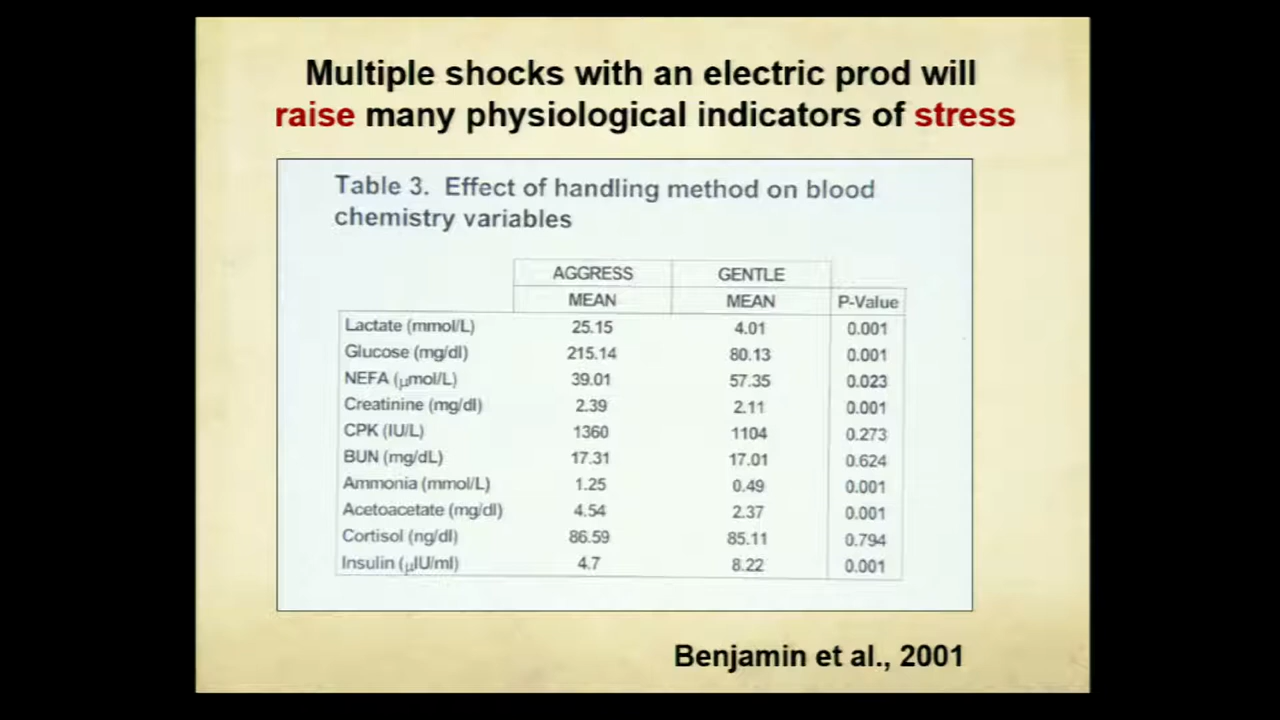 Multiple shocks with an electric prod will
raise many physiological indicators of stress
Table 3. Effect of handling method on blood
chemistry variables
AGGRESS GENTLE
MEAN MEAN P-Value
Lactate (mmol/L) 25.15 4.01 0.001
Glucose (mg/dl) 215.14 80.13 0.001
NEFA (µmol/L) 39.01 57.35 0.023
Creatinine (mg/dl) 2.39 2.11 0.001
CPK (IU/L) 1360 1104 0.273
BUN (mg/dL) 17.31 17.01 0.624
Ammonia (mmol/L) 1.25 0.49 0.001
Acetoacetate (mg/dl) 4.54 2.37 0.001
Cortisol (ng/dl) 86.59 85.11 0.794
Insulin (µIU/ml) 4.7 8.22 0.001
Benjamin et al., 2001